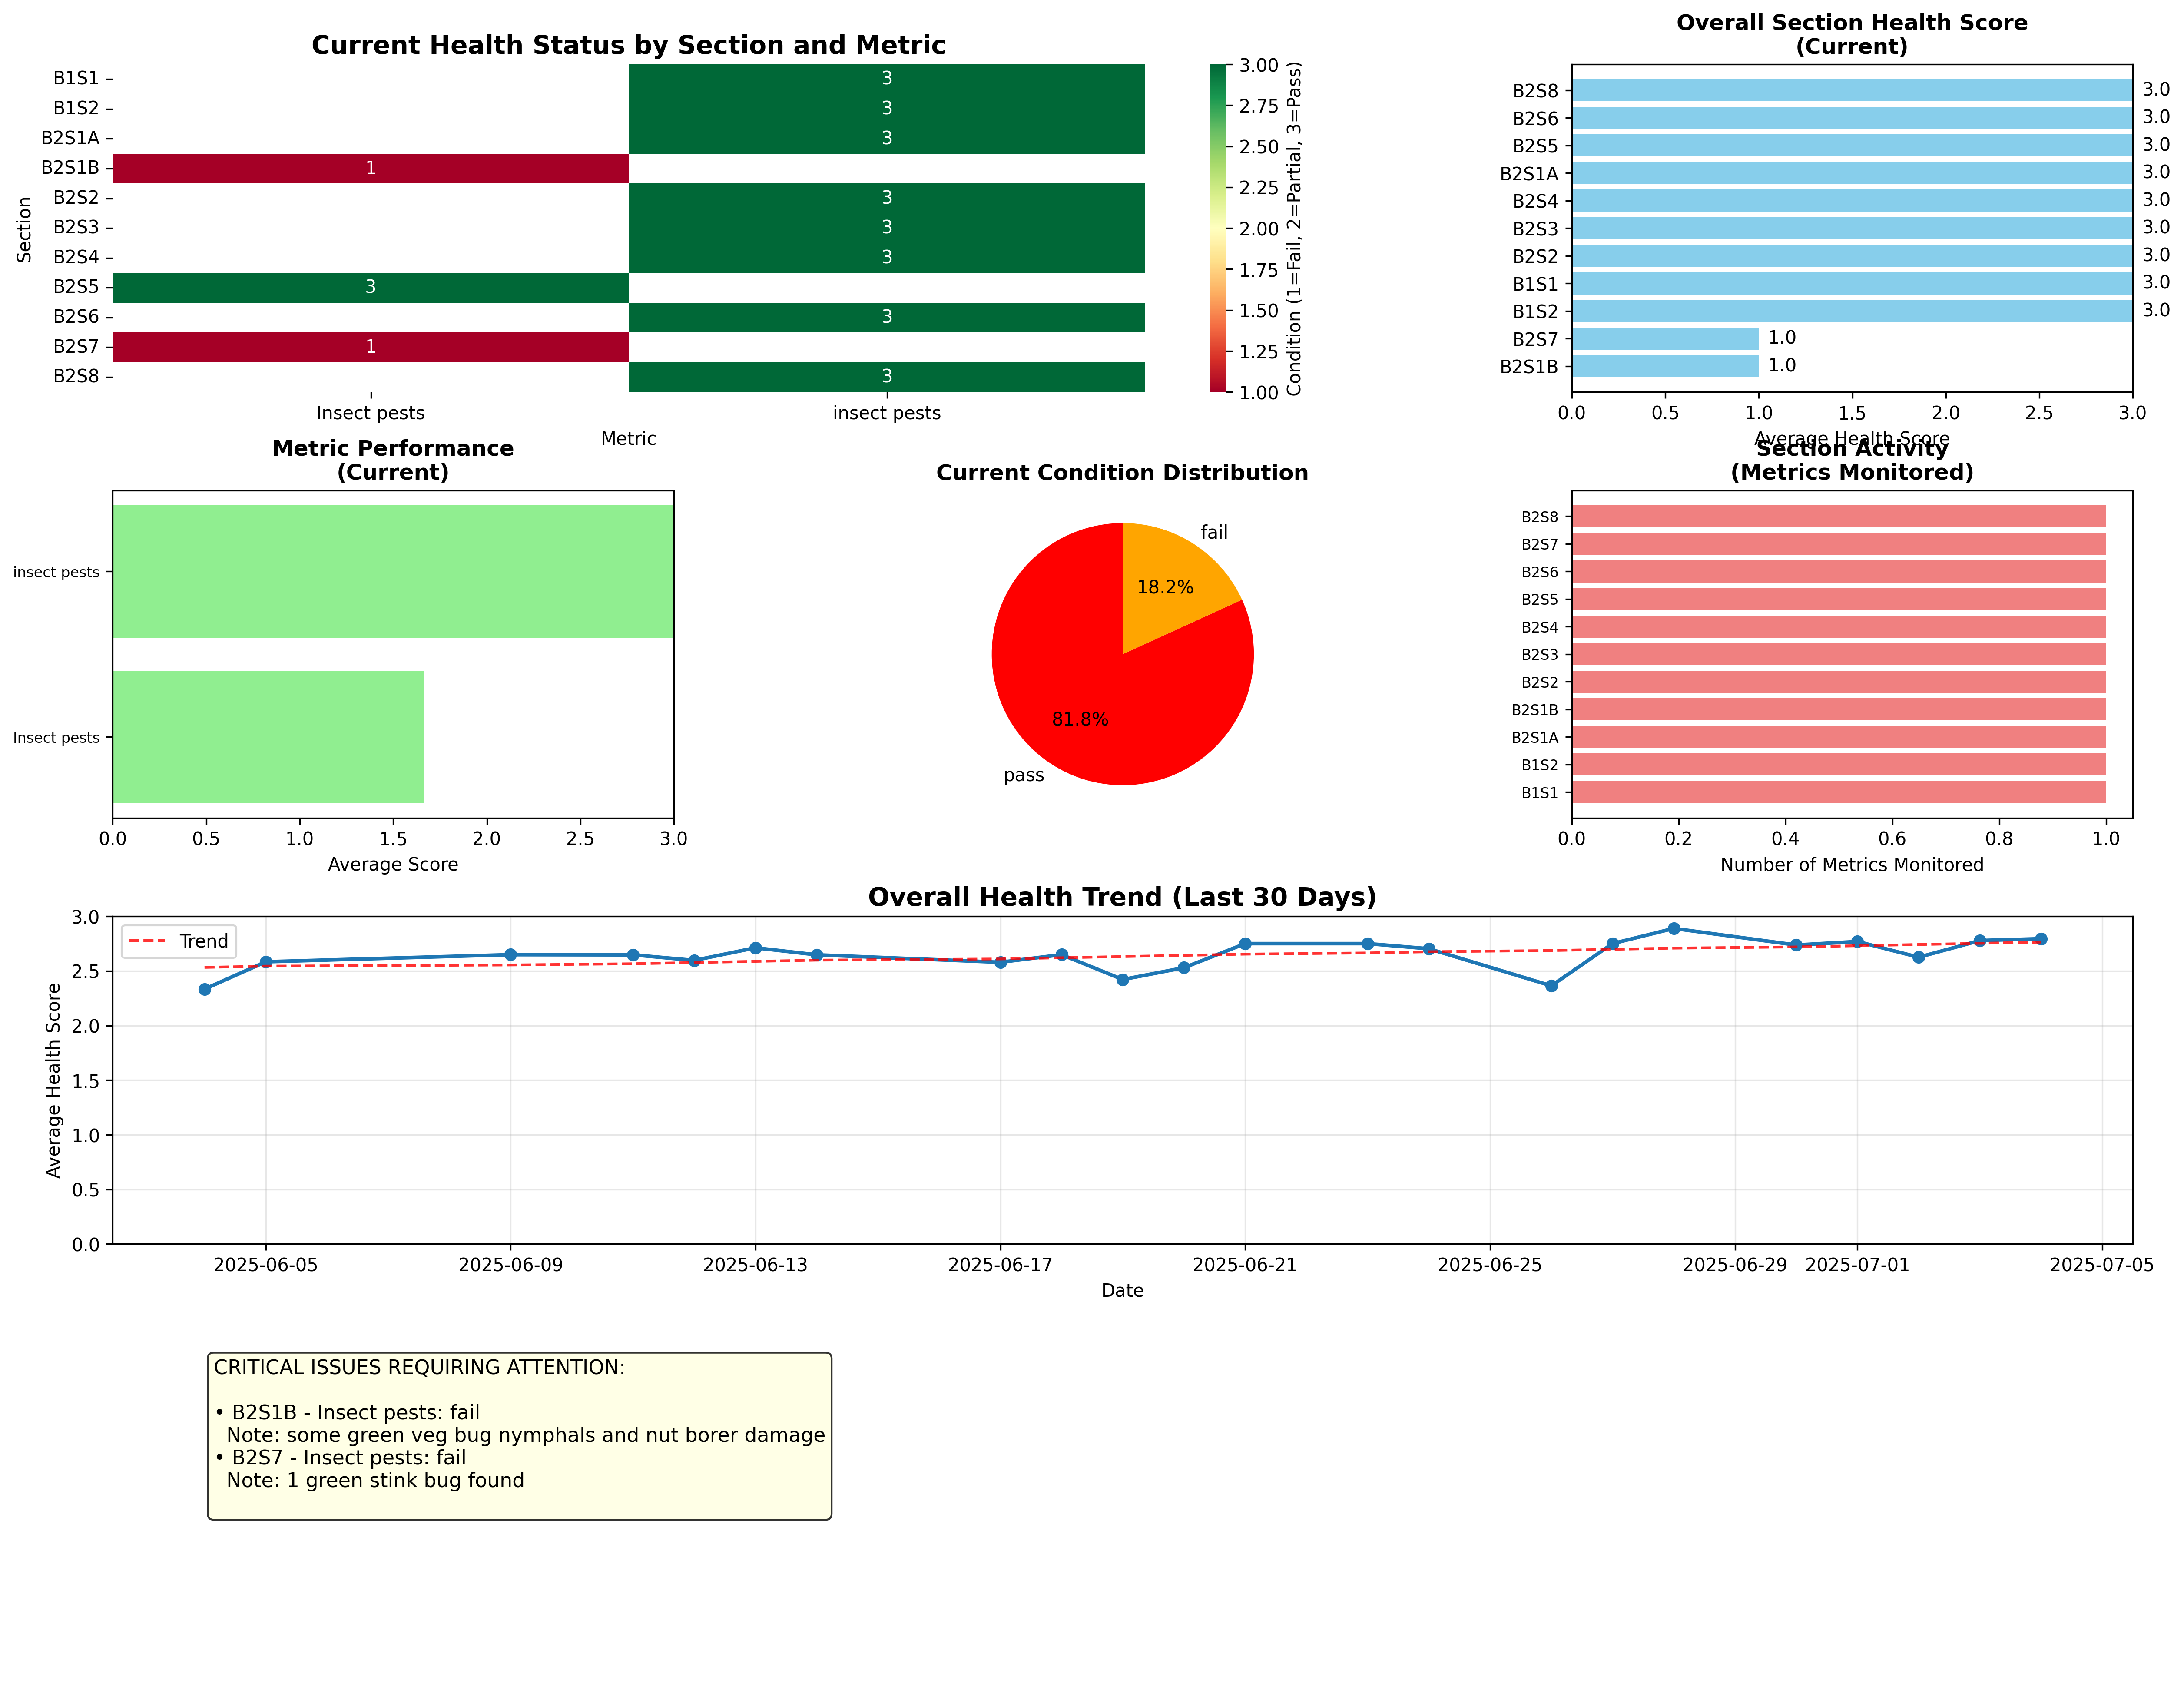 Current Health Status by Section and Metric
Section
B1S1
B1S2
B2S1A
B2S1B
B2S2
B2S3
B2S4
B2S5
B2S6
B2S7
B2S8
3
3
3
1
3
3
3
3
3
1
3
Insect pests
insect pests
Metric
3.00
2.75
2.50
2.25
2.00
1.75
1.50
1.25
1.00
Condition (1=Fail, 2=Partial, 3=Pass)
Overall Section Health Score
(Current)
B2S8
B2S6
B2S5
B2S1A
B2S4
B2S3
B2S2
B1S1
B1S2
B2S7
B2S1B
3.0
3.0
3.0
3.0
3.0
3.0
3.0
3.0
3.0
1.0
1.0
0.0 0.5 1.0 1.5 2.0 2.5 3.0
Average Health Score
Metric Performance
(Current)
insect pests
Insect pests
0.0 0.5 1.0 1.5 2.0 2.5 3.0
Average Score
Current Condition Distribution
fail
18.2%
81.8%
pass
Section Activity
(Metrics Monitored)
B2S8
B2S7
B2S6
B2S5
B2S4
B2S3
B2S2
B2S1B
B2S1A
B1S2
B1S1
0.0 0.2 0.4 0.6 0.8 1.0
Number of Metrics Monitored
Overall Health Trend (Last 30 Days)
Average Health Score
3.0
2.5
2.0
1.5
1.0
0.5
0.0
Trend
2025-06-05 2025-06-09 2025-06-13 2025-06-17 2025-06-21 2025-06-25 2025-06-29 2025-07-01 2025-07-05
Date
CRITICAL ISSUES REQUIRING ATTENTION:
• B2S1B - Insect pests: fail
Note: some green veg bug nymphals and nut borer damage
• B2S7 - Insect pests: fail
Note: 1 green stink bug found